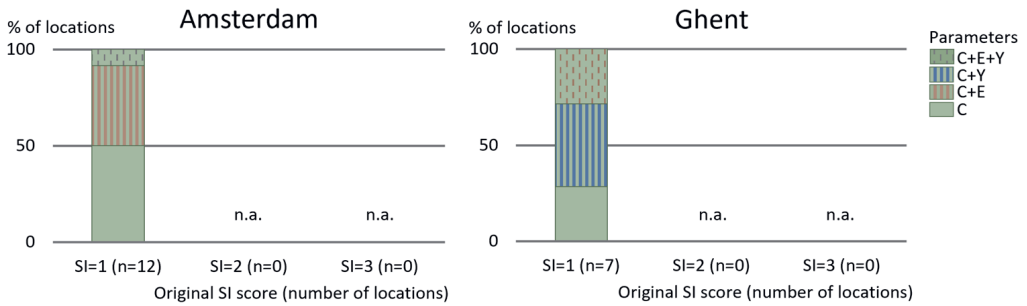 Amsterdam
% of locations
100
50
0
n.a.
n.a.
SI=1 (n=12)
SI=2 (n=0)
SI=3 (n=0)
Original SI score (number of locations)
Ghent
% of locations
100
50
0
n.a.
n.a.
SI=1 (n=7)
SI=2 (n=0)
SI=3 (n=0)
Original SI score (number of locations)
Parameters
C+E+Y
C+Y
C+E
C